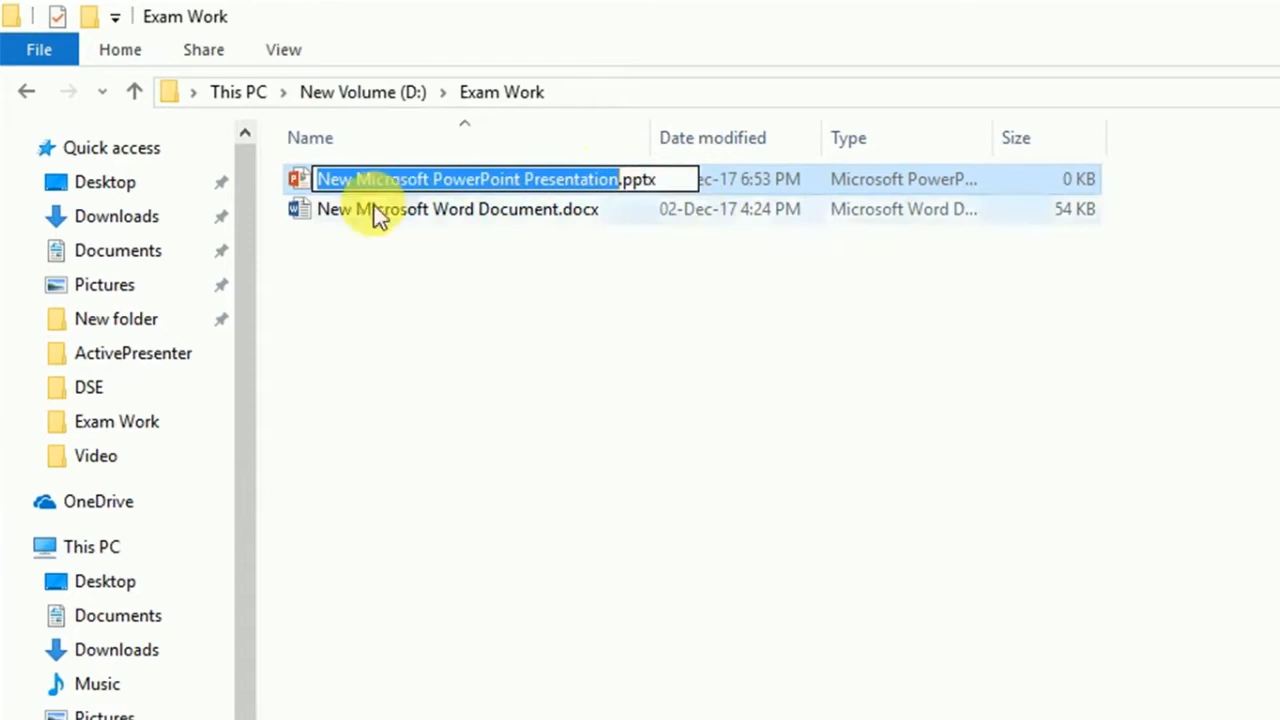 Exam Work
File Home Share View
This PC New Volume (D:) Exam Work
Name Date modified Type Size
New Microsoft PowerPoint Presentation.pptx ec-17 6:53 PM Microsoft PowerP... 0 KB
New Microsoft Word Document.docx 02-Dec-17 4:24 PM Microsoft Word D... 54 KB
Quick access
Desktop
Downloads
Documents
Pictures
New folder
ActivePresenter
DSE
Exam Work
Video
OneDrive
This PC
Desktop
Documents
Downloads
Music
Pictures